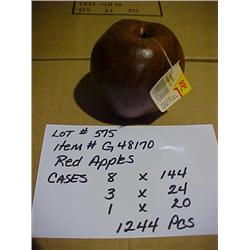 LOT # 575
Item # G 48170
Red Apples
CASES 8 x 144
3 x 24
1 x 20
1244 Pcs